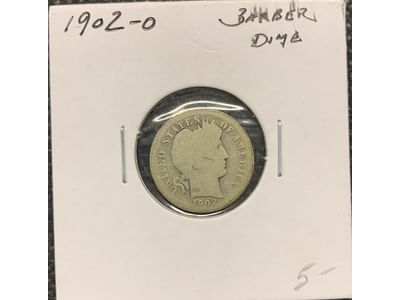 1902-O BARBER
DIME
UNITED STATES OF AMERICA
1902
5-